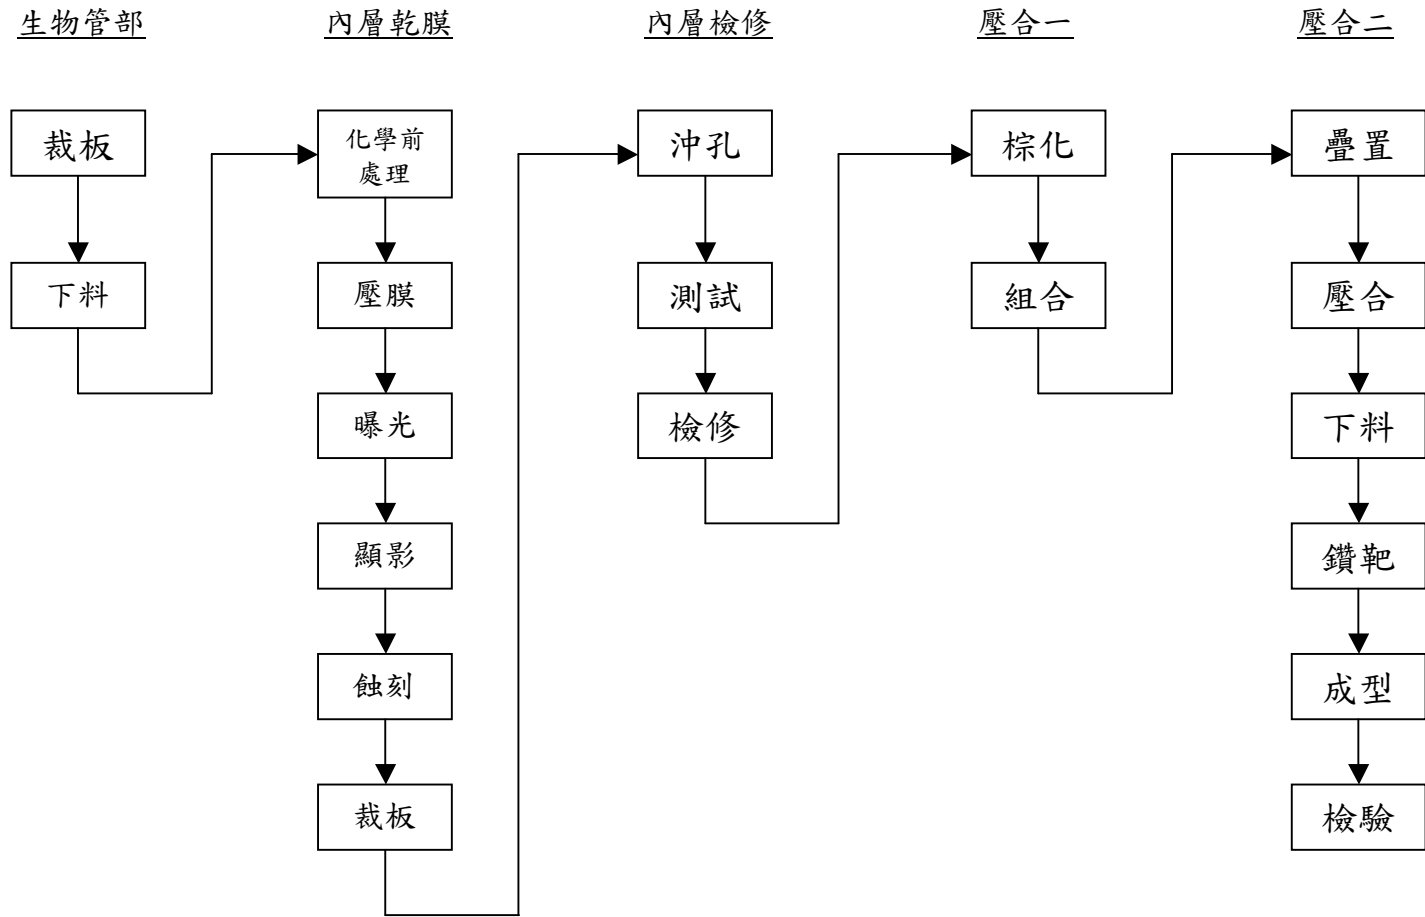 生物管部
內層乾膜
內層檢修
壓合一
壓合二
裁板
下料
化學前
處理
壓膜
曝光
顯影
蝕刻
裁板
沖孔
測試
檢修
棕化
組合
疊置
壓合
下料
鑽靶
成型
檢驗